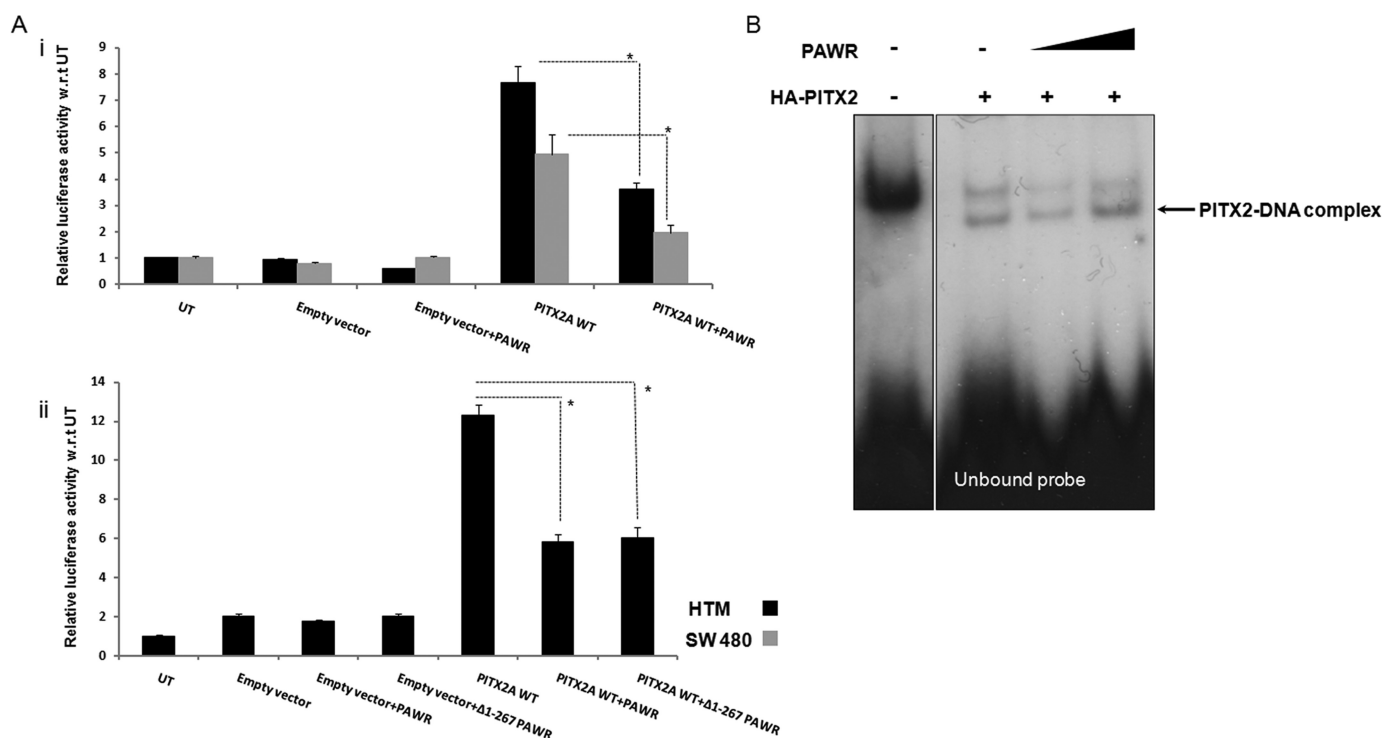 A
i
Relative luciferase activity w.r.t UT
9
8
7
6
5
4
3
2
1
0
*
*
UT
Empty vector
Empty vector+PAWR
PITX2A WT
PITX2A WT+PAWR
ii
Relative luciferase activity w.r.t UT
14
12
10
8
6
4
2
0
*
*
HTM
SW 480
UT
Empty vector
Empty vector+PAWR
Empty vector+Δ1-267 PAWR
PITX2A WT
PITX2A WT+PAWR
PITX2A WT+Δ1-267 PAWR
B
PAWR - -
HA-PITX2 - + + +
PITX2-DNA complex
Unbound probe